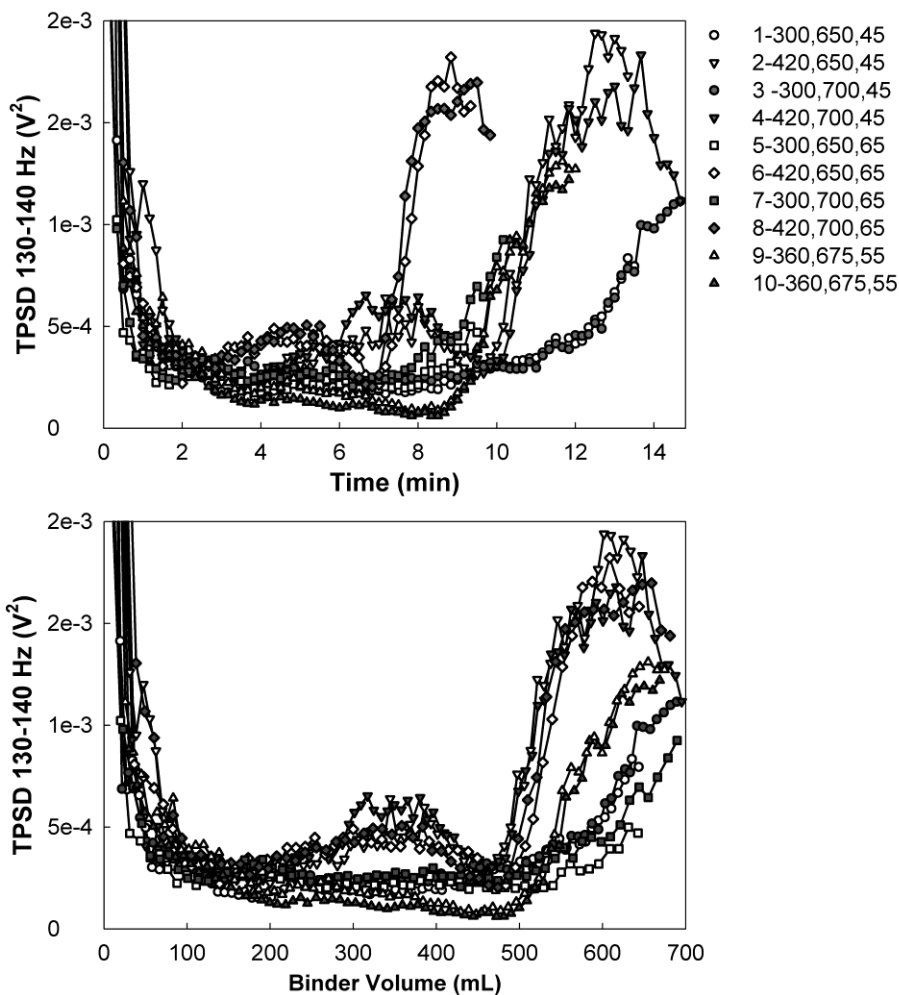 2e-3
2e-3
1e-3
5e-4
0
TPSD 130-140 Hz (V²)
0 2 4 6 8 10 12 14
Time (min)
1-300,650,45
2-420,650,45
3 -300,700,45
4-420,700,45
5-300,650,65
6-420,650,65
7-300,700,65
8-420,700,65
9-360,675,55
10-360,675,55
2e-3
2e-3
1e-3
5e-4
0
TPSD 130-140 Hz (V²)
0 100 200 300 400 500 600 700
Binder Volume (mL)